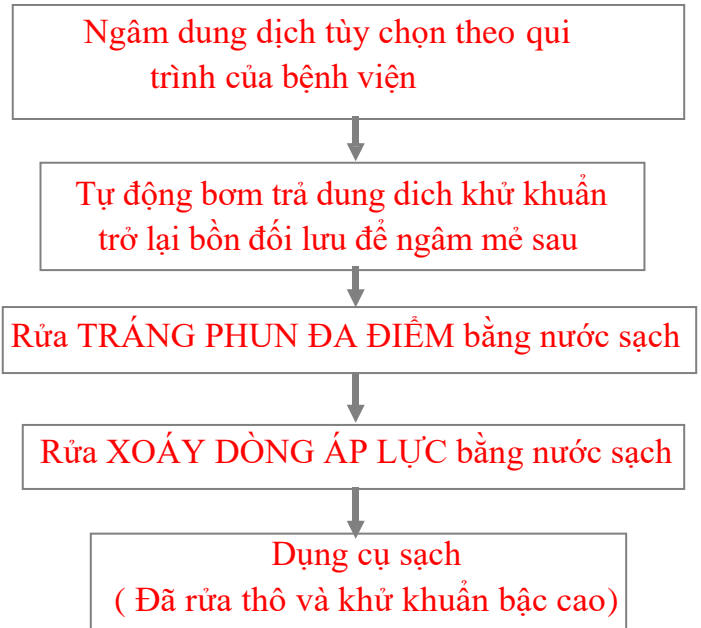 Ngâm dung dịch tùy chọn theo qui
trình của bệnh viện
Tự động bơm trả dung dich khử khuẩn
trở lại bồn đối lưu để ngâm mẻ sau
Rửa TRÁNG PHUN ĐA ĐIỂM bằng nước sạch
Rửa XOÁY DÒNG ÁP LỰC bằng nước sạch
Dụng cụ sạch
( Đã rửa thô và khử khuẩn bậc cao)